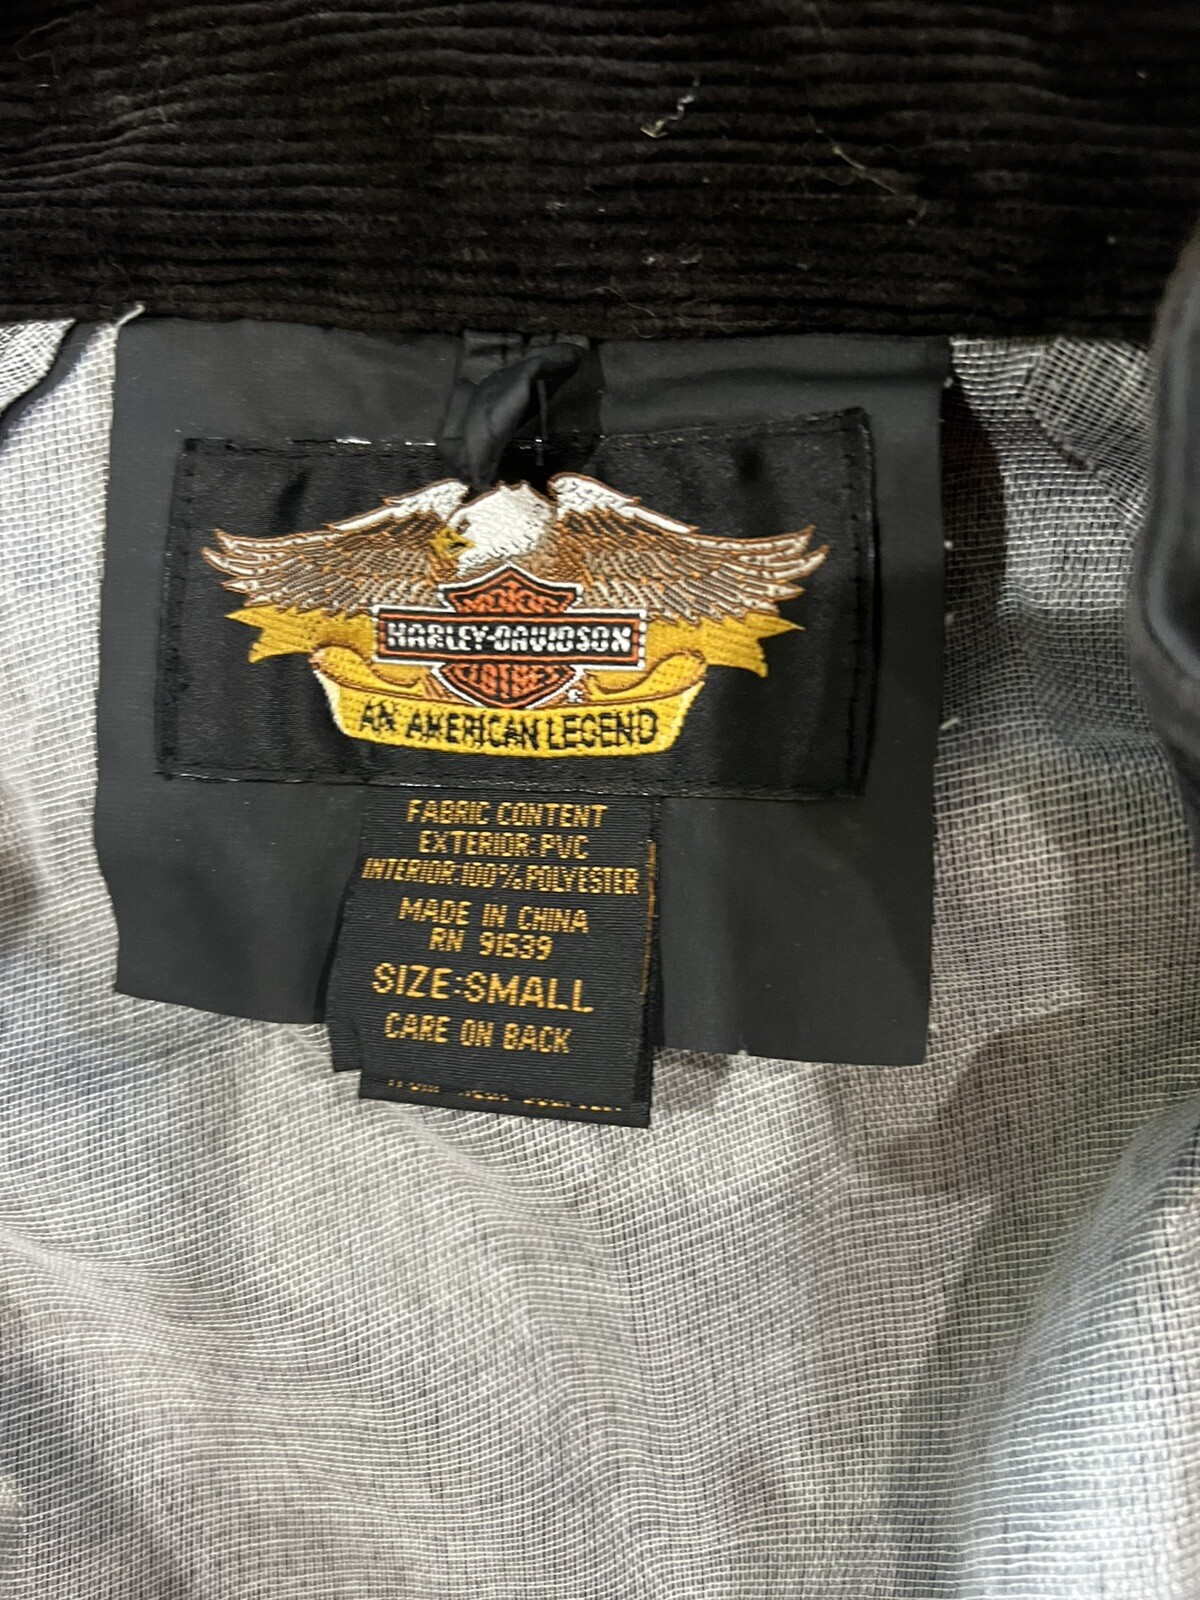 MOTOR
HARLEY-DAVIDSON
CLOTHES
®
AN AMERICAN LEGEND
FABRIC CONTENT
EXTERIOR:PVC
INTERIOR:100% POLYESTER
MADE IN CHINA
RN 91539
SIZE:SMALL
CARE ON BACK